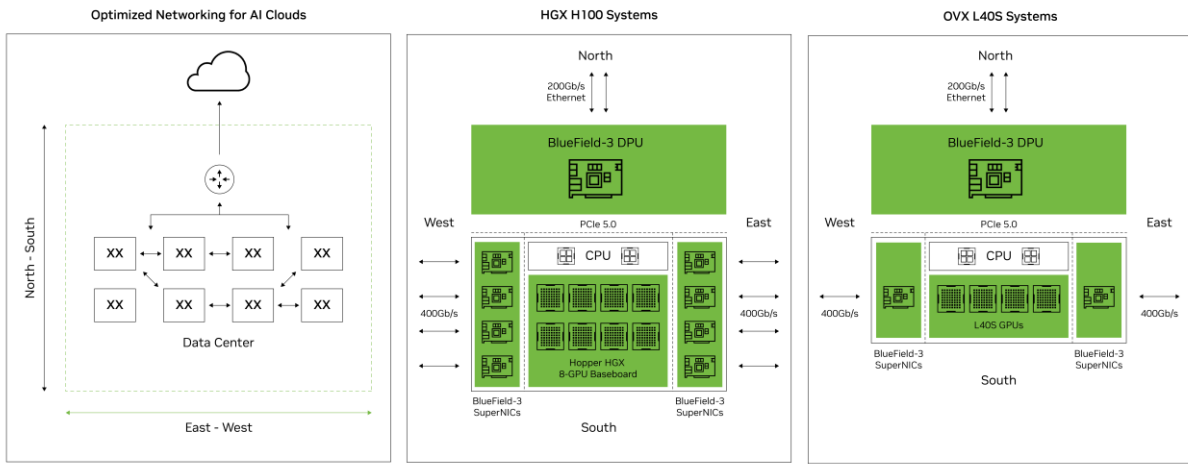 Optimized Networking for AI Clouds
North - South
XX
XX
XX
XX
XX
XX
XX
XX
Data Center
East - West
HGX H100 Systems
North
200Gb/s
Ethernet
BlueField-3 DPU
West
PCIe 5.0
East
CPU
400Gb/s
400Gb/s
Hopper HGX
8-GPU Baseboard
BlueField-3
SuperNICs
BlueField-3
SuperNICs
South
OVX L40S Systems
North
200Gb/s
Ethernet
BlueField-3 DPU
West
PCIe 5.0
East
CPU
400Gb/s
400Gb/s
L40S GPUs
BlueField-3
SuperNICs
BlueField-3
SuperNICs
South